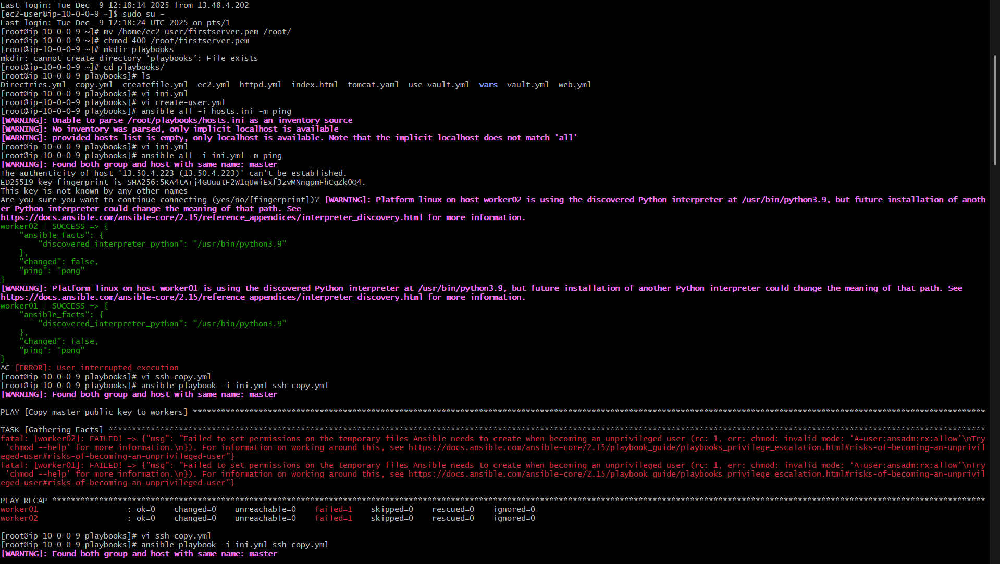 Last login: Tue Dec  9 12:18:14 2025 from 13.48.4.202
[ec2-user@ip-10-0-0-9 ~]$ sudo su -
Last login: Tue Dec  9 12:18:24 UTC 2025 on pts/1
[root@ip-10-0-0-9 ~]# mv /home/ec2-user/firstserver.pem /root/
[root@ip-10-0-0-9 ~]# chmod 400 /root/firstserver.pem
[root@ip-10-0-0-9 ~]# mkdir playbooks
mkdir: cannot create directory ‘playbooks’: File exists
[root@ip-10-0-0-9 ~]# cd playbooks/
[root@ip-10-0-0-9 playbooks]# ls
Directries.yml  copy.yml  createfile.yml  ec2.yml  httpd.yml  index.html  tomcat.yaml  use-vault.yml  vars  vault.yml  web.yml
[root@ip-10-0-0-9 playbooks]# vi ini.yml
[root@ip-10-0-0-9 playbooks]# vi create-user.yml
[root@ip-10-0-0-9 playbooks]# ansible all -i hosts.ini -m ping
[WARNING]: Unable to parse /root/playbooks/hosts.ini as an inventory source
[WARNING]: No inventory was parsed, only implicit localhost is available
[WARNING]: provided hosts list is empty, only localhost is available. Note that the implicit localhost does not match 'all'
[root@ip-10-0-0-9 playbooks]# vi ini.yml
[root@ip-10-0-0-9 playbooks]# ansible all -i ini.yml -m ping
[WARNING]: Found both group and host with same name: master
The authenticity of host '13.50.4.223 (13.50.4.223)' can't be established.
ED25519 key fingerprint is SHA256:5KA4tA+j4GUuutF2W1qUwiExf3zvMNngpmFhCgZk0Q4.
This key is not known by any other names
Are you sure you want to continue connecting (yes/no/[fingerprint])? [WARNING]: Platform linux on host worker02 is using the discovered Python interpreter at /usr/bin/python3.9, but future installation of anoth
er Python interpreter could change the meaning of that path. See
https://docs.ansible.com/ansible-core/2.15/reference_appendices/interpreter_discovery.html for more information.
worker02 | SUCCESS => {
    "ansible_facts": {
        "discovered_interpreter_python": "/usr/bin/python3.9"
    },
    "changed": false,
    "ping": "pong"
}
[WARNING]: Platform linux on host worker01 is using the discovered Python interpreter at /usr/bin/python3.9, but future installation of another Python interpreter could change the meaning of that path. See
https://docs.ansible.com/ansible-core/2.15/reference_appendices/interpreter_discovery.html for more information.
worker01 | SUCCESS => {
    "ansible_facts": {
        "discovered_interpreter_python": "/usr/bin/python3.9"
    },
    "changed": false,
    "ping": "pong"
}
^C [ERROR]: User interrupted execution
[root@ip-10-0-0-9 playbooks]# vi ssh-copy.yml
[root@ip-10-0-0-9 playbooks]# ansible-playbook -i ini.yml ssh-copy.yml
[WARNING]: Found both group and host with same name: master

PLAY [Copy master public key to workers] *************************************************************************************************************************************************************************

TASK [Gathering Facts] *******************************************************************************************************************************************************************************************
fatal: [worker02]: FAILED! => {"msg": "Failed to set permissions on the temporary files Ansible needs to create when becoming an unprivileged user (rc: 1, err: chmod: invalid mode: ‘A+user:ansadm:rx:allow’\nTry
 'chmod --help' for more information.\n}). For information on working around this, see https://docs.ansible.com/ansible-core/2.15/playbook_guide/playbooks_privilege_escalation.html#risks-of-becoming-an-unprivil
eged-user#risks-of-becoming-an-unprivileged-user"}
fatal: [worker01]: FAILED! => {"msg": "Failed to set permissions on the temporary files Ansible needs to create when becoming an unprivileged user (rc: 1, err: chmod: invalid mode: ‘A+user:ansadm:rx:allow’\nTry
 'chmod --help' for more information.\n}). For information on working around this, see https://docs.ansible.com/ansible-core/2.15/playbook_guide/playbooks_privilege_escalation.html#risks-of-becoming-an-unprivil
eged-user#risks-of-becoming-an-unprivileged-user"}

PLAY RECAP *******************************************************************************************************************************************************************************************************
worker01                   : ok=0    changed=0    unreachable=0    failed=1    skipped=0    rescued=0    ignored=0
worker02                   : ok=0    changed=0    unreachable=0    failed=1    skipped=0    rescued=0    ignored=0

[root@ip-10-0-0-9 playbooks]# vi ssh-copy.yml
[root@ip-10-0-0-9 playbooks]# ansible-playbook -i ini.yml ssh-copy.yml
[WARNING]: Found both group and host with same name: master